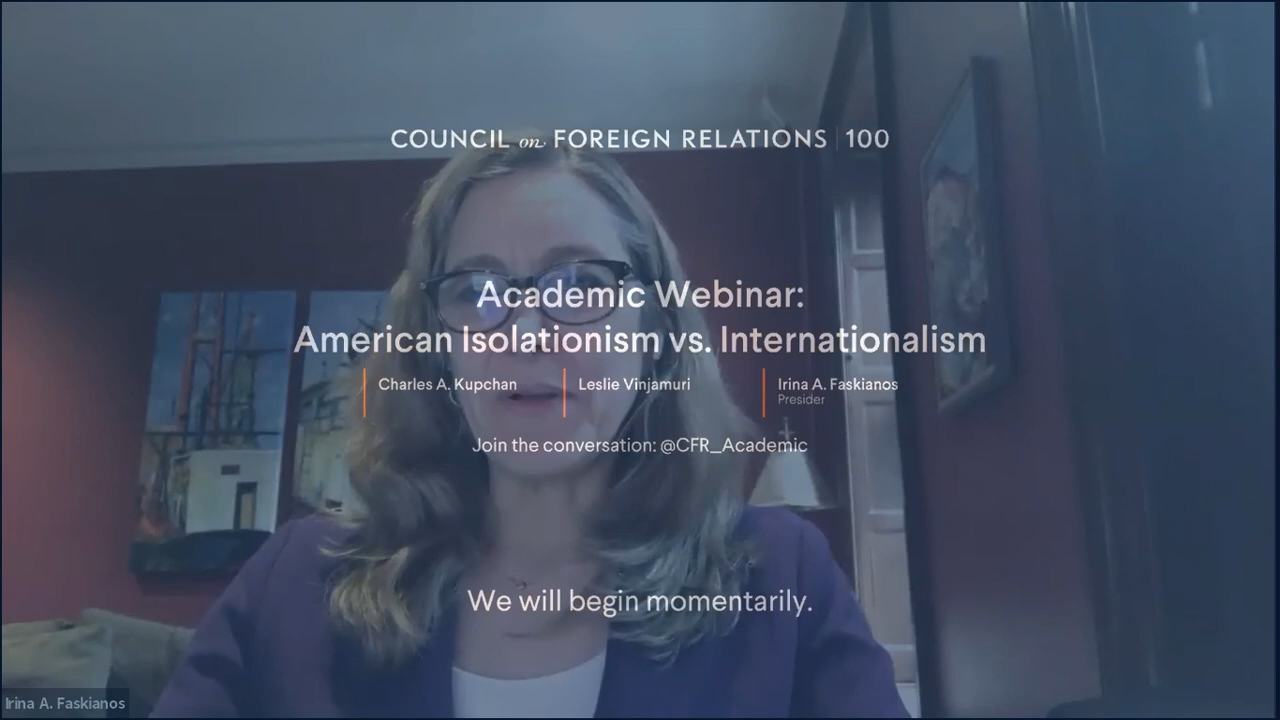 COUNCIL on FOREIGN RELATIONS | 100
Academic Webinar:
American Isolationism vs. Internationalism
Charles A. Kupchan
Leslie Vinjamuri
Irina A. Faskianos
Presider
Join the conversation: @CFR_Academic
We will begin momentarily.
Irina A. Faskianos